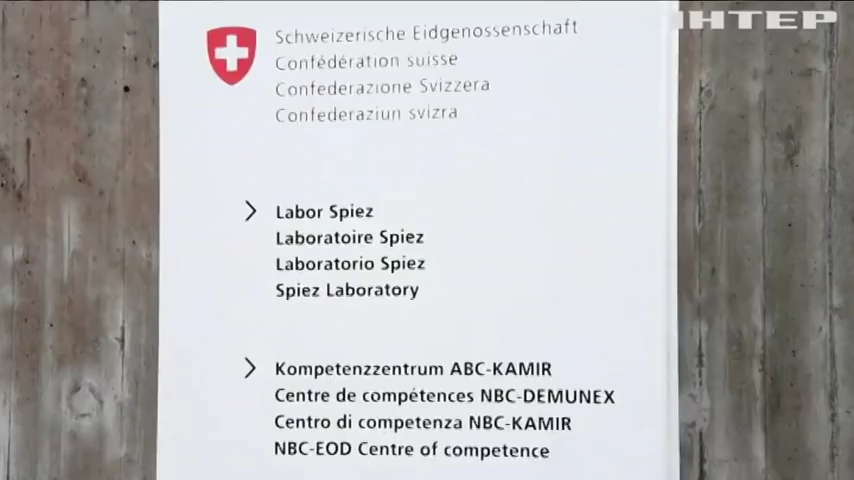 ІНТЕР
Schweizerische Eidgenossenschaft
Confédération suisse
Confederazione Svizzera
Confederaziun svizra
Labor Spiez
Laboratoire Spiez
Laboratorio Spiez
Spiez Laboratory
Kompetenzzentrum ABC-KAMIR
Centre de compétences NBC-DEMUNEX
Centro di competenza NBC-KAMIR
NBC-EOD Centre of competence